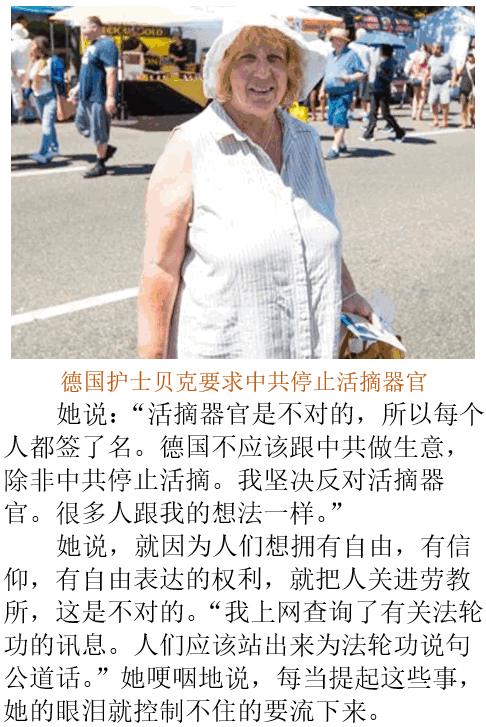 德国护士贝克要求中共停止活摘器官
她说：“活摘器官是不对的，所以每个
人都签了名。德国不应该跟中共做生意，
除非中共停止活摘。我坚决反对活摘器
官。很多人跟我的想法一样。”
她说，就因为人们想拥有自由，有信
仰，有自由表达的权利，就把人关进劳教
所，这是不对的。“我上网查询了有关法轮
功的讯息。人们应该站出来为法轮功说句
公道话。”她哽咽地说，每当提起这些事，
她的眼泪就控制不住的要流下来。